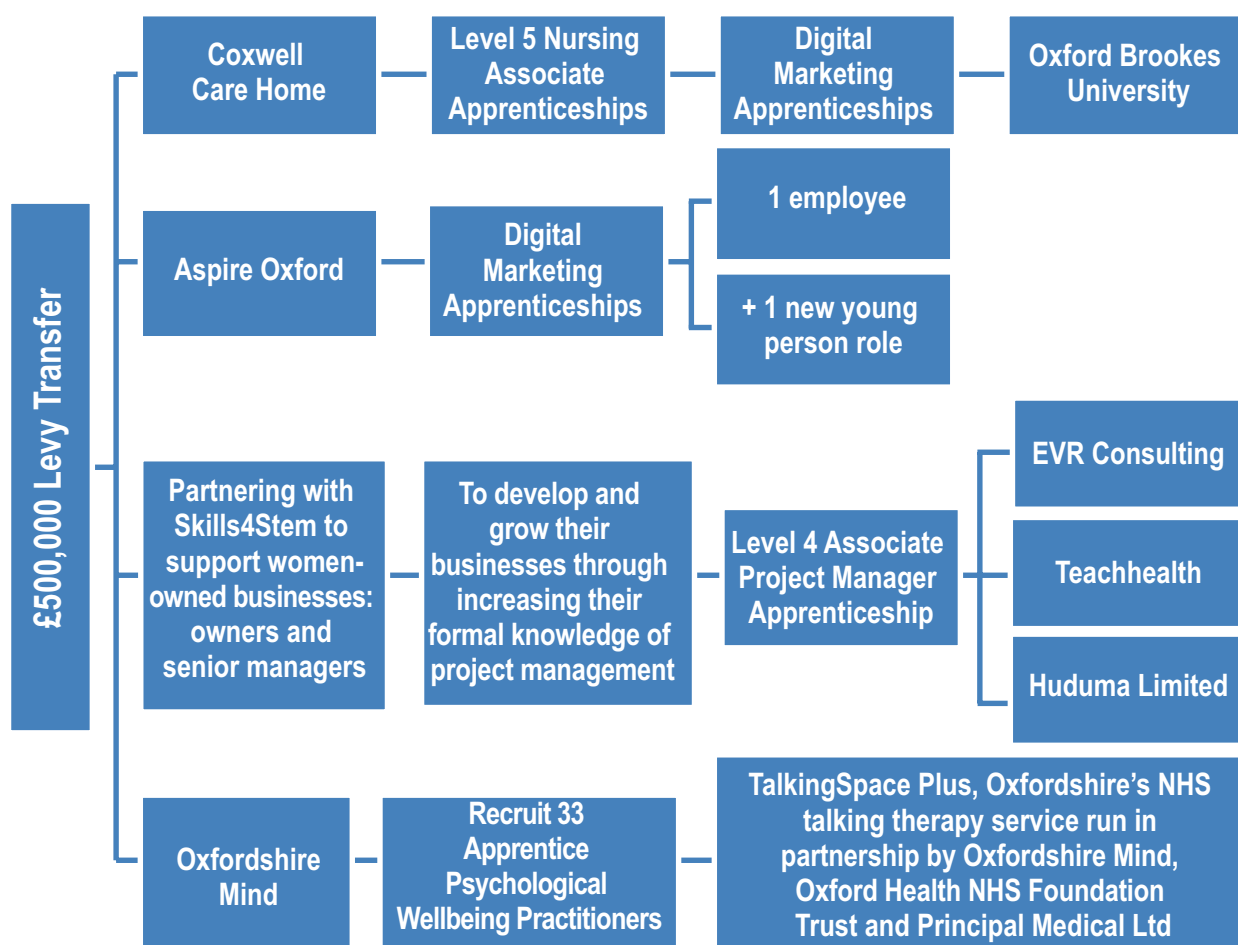 £500,000 Levy Transfer
Coxwell
Care Home
Level 5 Nursing
Associate
Apprenticeships
Digital
Marketing
Apprenticeships
Oxford Brookes
University
Aspire Oxford
Digital
Marketing
Apprenticeships
1 employee
+ 1 new young
person role
Partnering with
Skills4Stem to
support women-
owned businesses:
owners and
senior managers
To develop and
grow their
businesses through
increasing their
formal knowledge of
project management
Level 4 Associate
Project Manager
Apprenticeship
EVR Consulting
Teachhealth
Huduma Limited
Oxfordshire
Mind
Recruit 33
Apprentice
Psychological
Wellbeing Practitioners
TalkingSpace Plus, Oxfordshire’s NHS
talking therapy service run in
partnership by Oxfordshire Mind,
Oxford Health NHS Foundation
Trust and Principal Medical Ltd